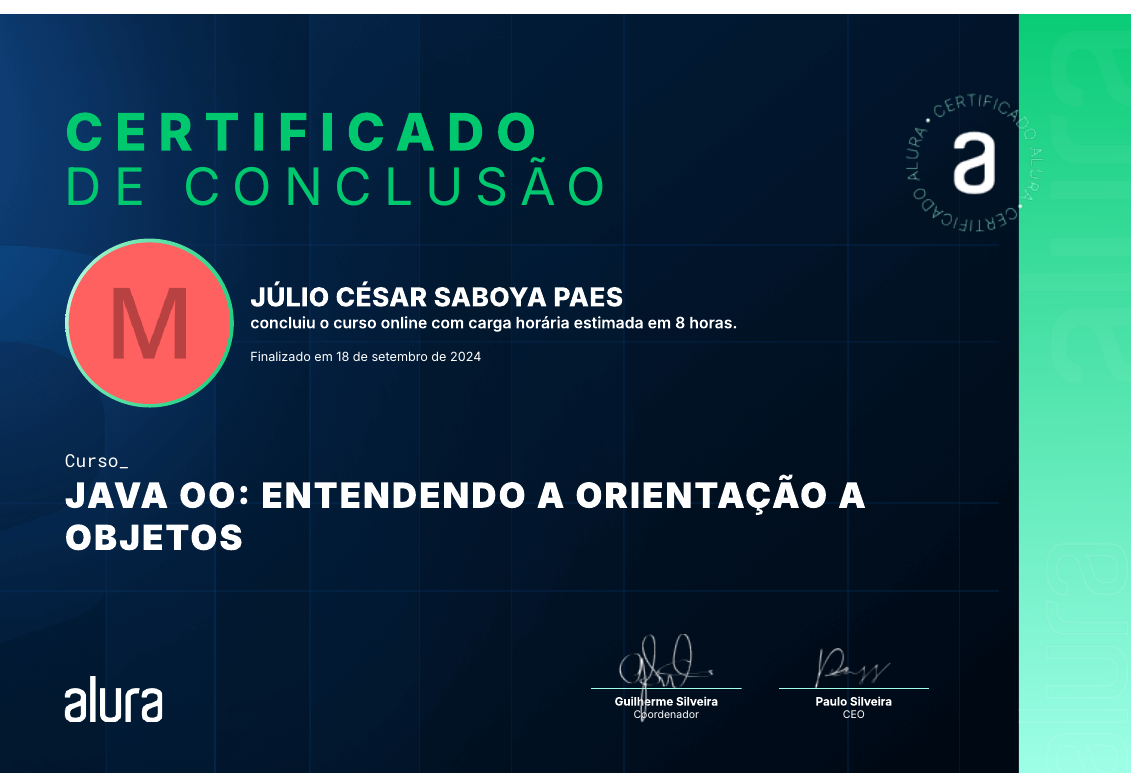 CERTIFICADO
DE CONCLUSÃO
CERTIFICADO ALURA • CERTIFICADO ALURA •
a
M
JÚLIO CÉSAR SABOYA PAES
concluiu o curso online com carga horária estimada em 8 horas.
Finalizado em 18 de setembro de 2024
Curso_
JAVA OO: ENTENDENDO A ORIENTAÇÃO A
OBJETOS
alura
Guilherme Silveira
Coordenador
Paulo Silveira
CEO
alura
alura